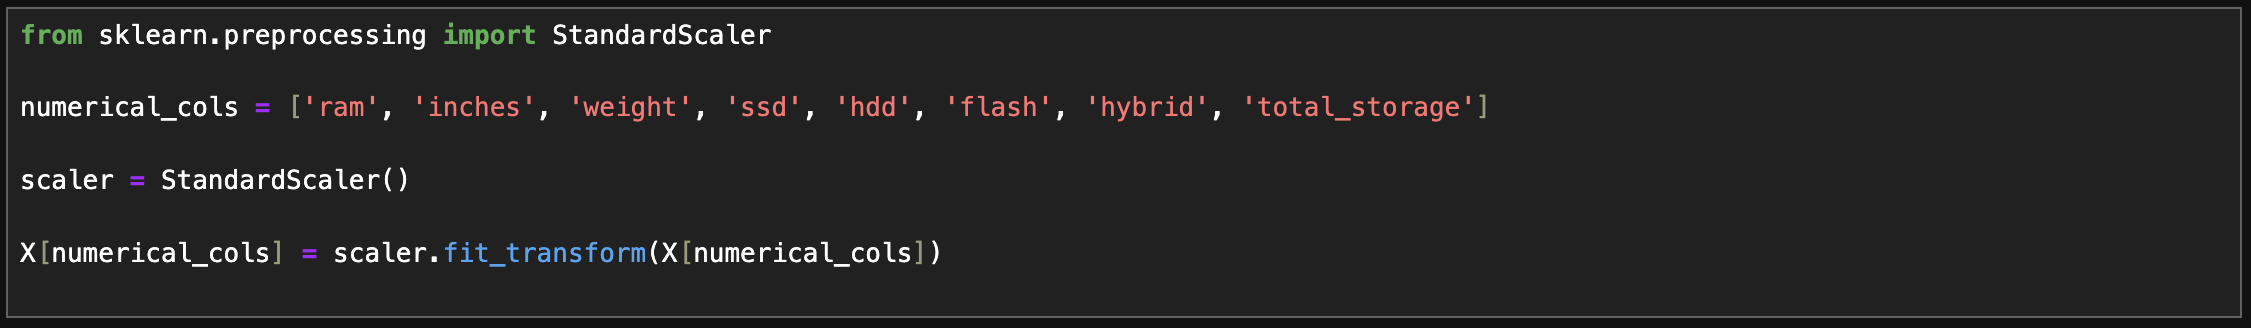 from sklearn.preprocessing import StandardScaler
numerical_cols = ['ram', 'inches', 'weight', 'ssd', 'hdd', 'flash', 'hybrid', 'total_storage']
scaler = StandardScaler()
X[numerical_cols] = scaler.fit_transform(X[numerical_cols])